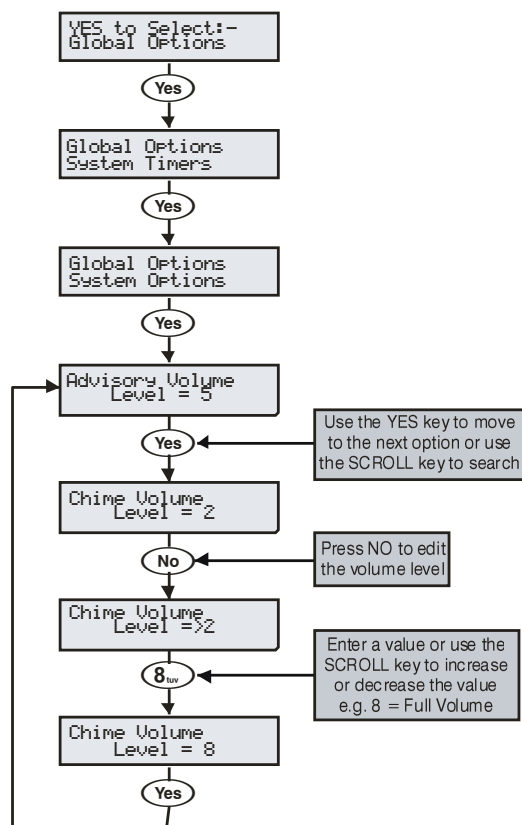 YES to Select:-
Global Options
Yes
Global Options
System Timers
Yes
Global Options
System Options
Yes
Advisory Volume
Level = 5
Yes
Use the YES key to move
to the next option or use
the SCROLL key to search
Chime Volume
Level = 2
No
Press NO to edit
the volume level
Chime Volume
Level =>2
8tuv
Enter a value or use the
SCROLL key to increase
or decrease the value
e.g. 8 = Full Volume
Chime Volume
Level = 8
Yes